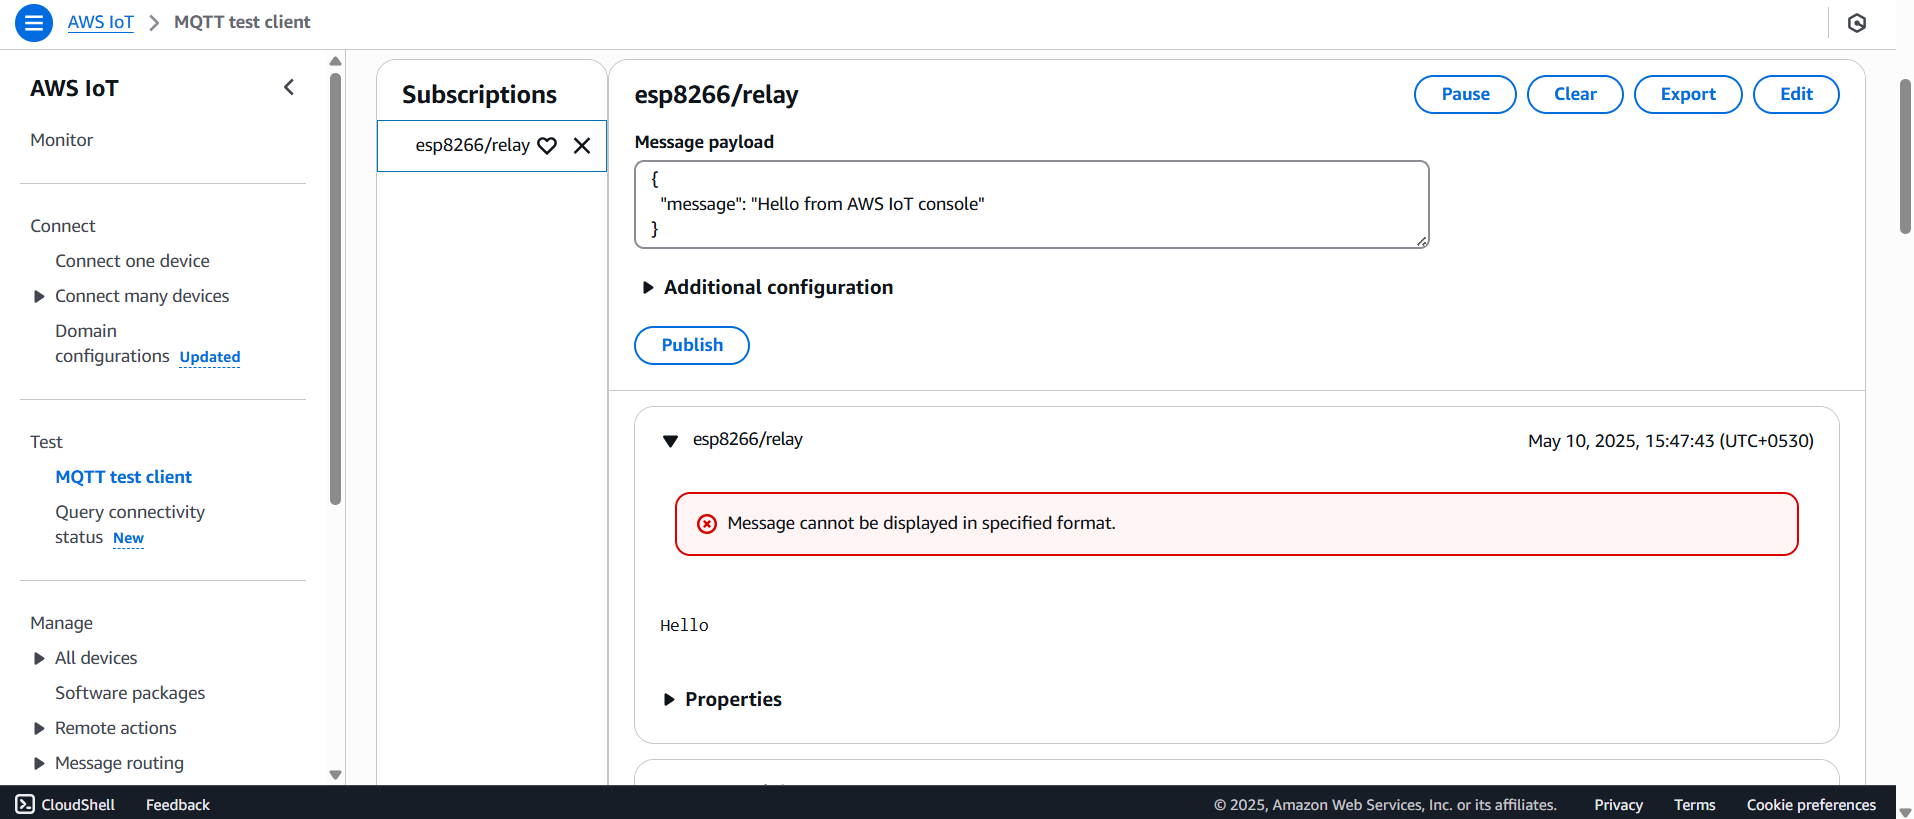 AWS IoT
MQTT test client
AWS IoT
Monitor
Connect
Connect one device
Connect many devices
Domain
configurations Updated
Test
MQTT test client
Query connectivity
status New
Manage
All devices
Software packages
Remote actions
Message routing
Subscriptions
esp8266/relay
esp8266/relay
Pause
Clear
Export
Edit
Message payload
{
"message": "Hello from AWS IoT console"
}
Additional configuration
Publish
esp8266/relay
May 10, 2025, 15:47:43 (UTC+0530)
Message cannot be displayed in specified format.
Hello
Properties
CloudShell
Feedback
© 2025, Amazon Web Services, Inc. or its affiliates.
Privacy
Terms
Cookie preferences